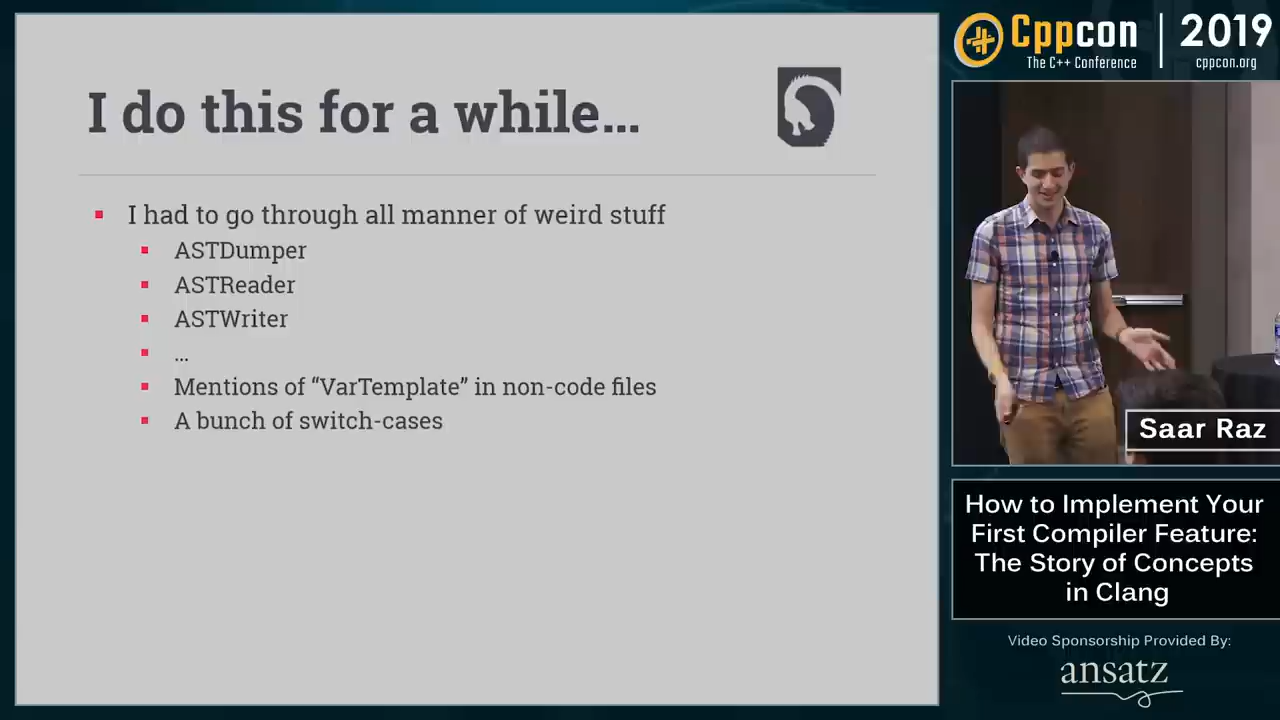 I do this for a while...
I had to go through all manner of weird stuff
ASTDumper
ASTReader
ASTWriter
...
Mentions of “VarTemplate” in non-code files
A bunch of switch-cases
Cppcon
The C++ Conference
2019
cppcon.org
Saar Raz
How to Implement Your
First Compiler Feature:
The Story of Concepts
in Clang
Video Sponsorship Provided By:
ansatz